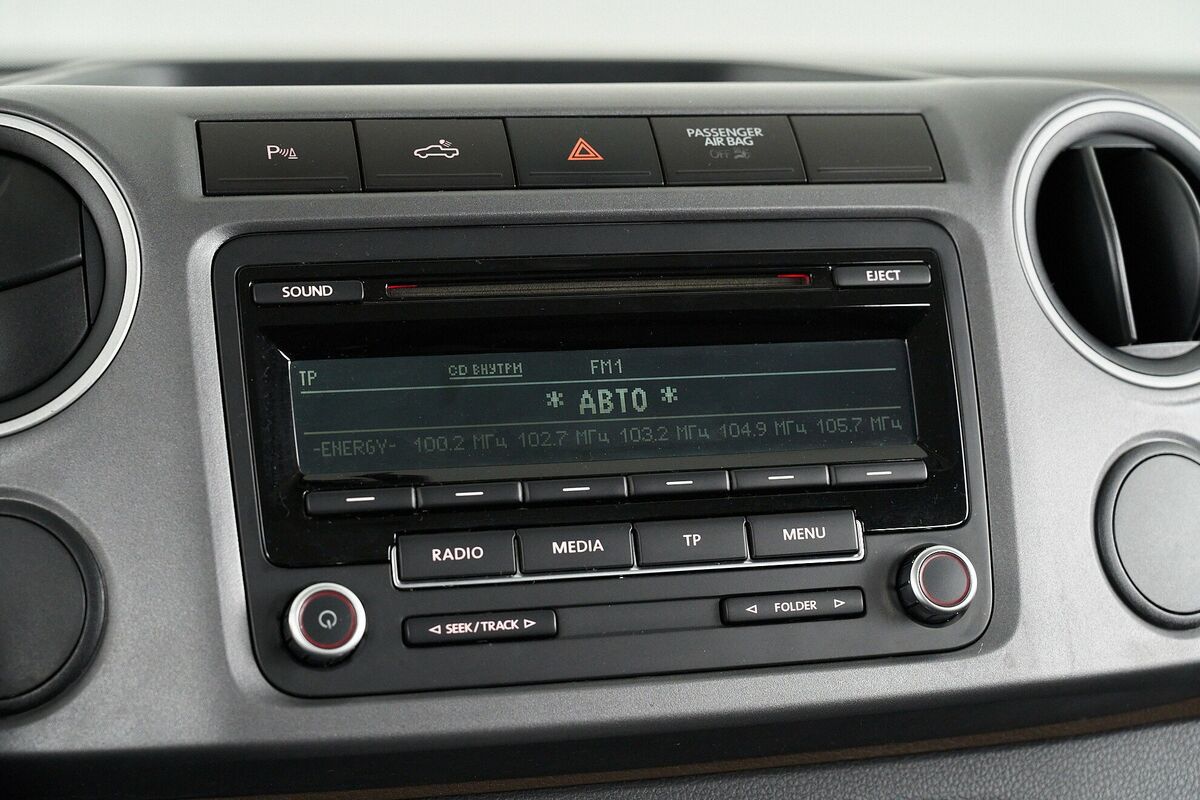 P
PASSENGER
AIR BAG
OFF
SOUND
EJECT
TP CD ВНУТРИ FM1
* АВТО *
-ENERGY- 100.2 МГц 102.7 МГц 103.2 МГц 104.9 МГц 105.7 МГц
RADIO MEDIA TP MENU
◁ SEEK / TRACK ▷ ◁ FOLDER ▷